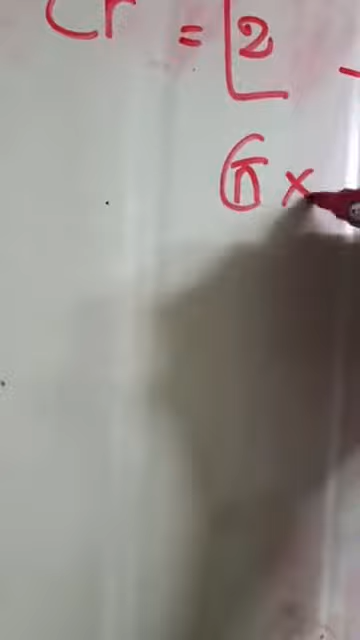 Cr = [2 -
(π ×